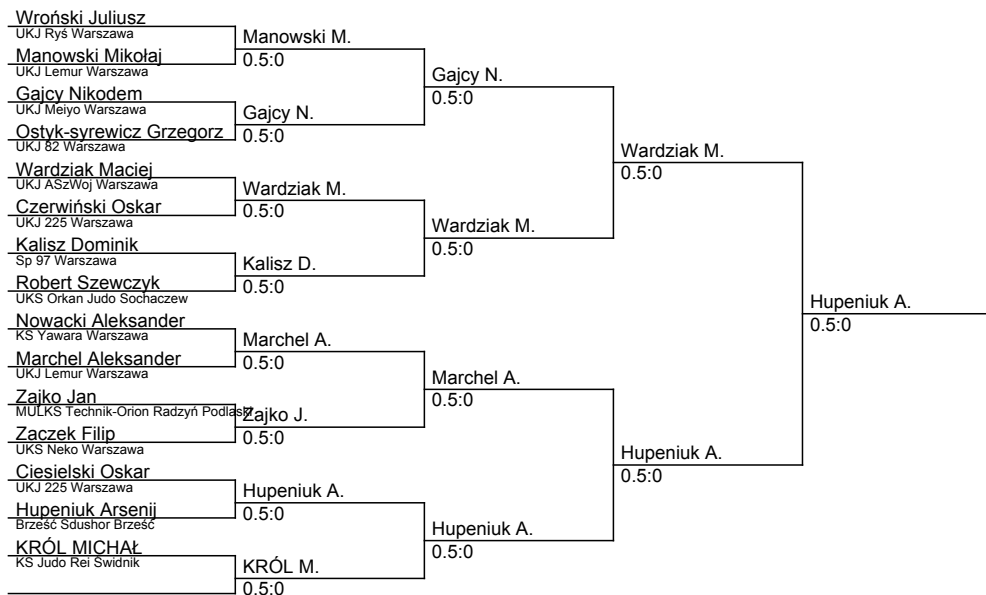 Wroński Juliusz
UKJ Ryś Warszawa
Manowski Mikołaj
UKJ Lemur Warszawa
Gajcy Nikodem
UKJ Meiyo Warszawa
Ostyk-syrewicz Grzegorz
UKJ 82 Warszawa
Wardziak Maciej
UKJ ASzWoj Warszawa
Czerwiński Oskar
UKJ 225 Warszawa
Kalisz Dominik
Sp 97 Warszawa
Robert Szewczyk
UKS Orkan Judo Sochaczew
Nowacki Aleksander
KS Yawara Warszawa
Marchel Aleksander
UKJ Lemur Warszawa
Zajko Jan
MULKS Technik-Orion Radzyń Podlaski
Zaczek Filip
UKS Neko Warszawa
Ciesielski Oskar
UKJ 225 Warszawa
Hupeniuk Arsenij
Brześć Sdushor Brześć
KRÓL MICHAŁ
KS Judo Rei Świdnik
Manowski M.
0.5:0
Gajcy N.
0.5:0
Wardziak M.
0.5:0
Kalisz D.
0.5:0
Marchel A.
0.5:0
Zajko J.
0.5:0
Hupeniuk A.
0.5:0
KRÓL M.
0.5:0
Gajcy N.
0.5:0
Wardziak M.
0.5:0
Marchel A.
0.5:0
Hupeniuk A.
0.5:0
Wardziak M.
0.5:0
Hupeniuk A.
0.5:0
Hupeniuk A.
0.5:0